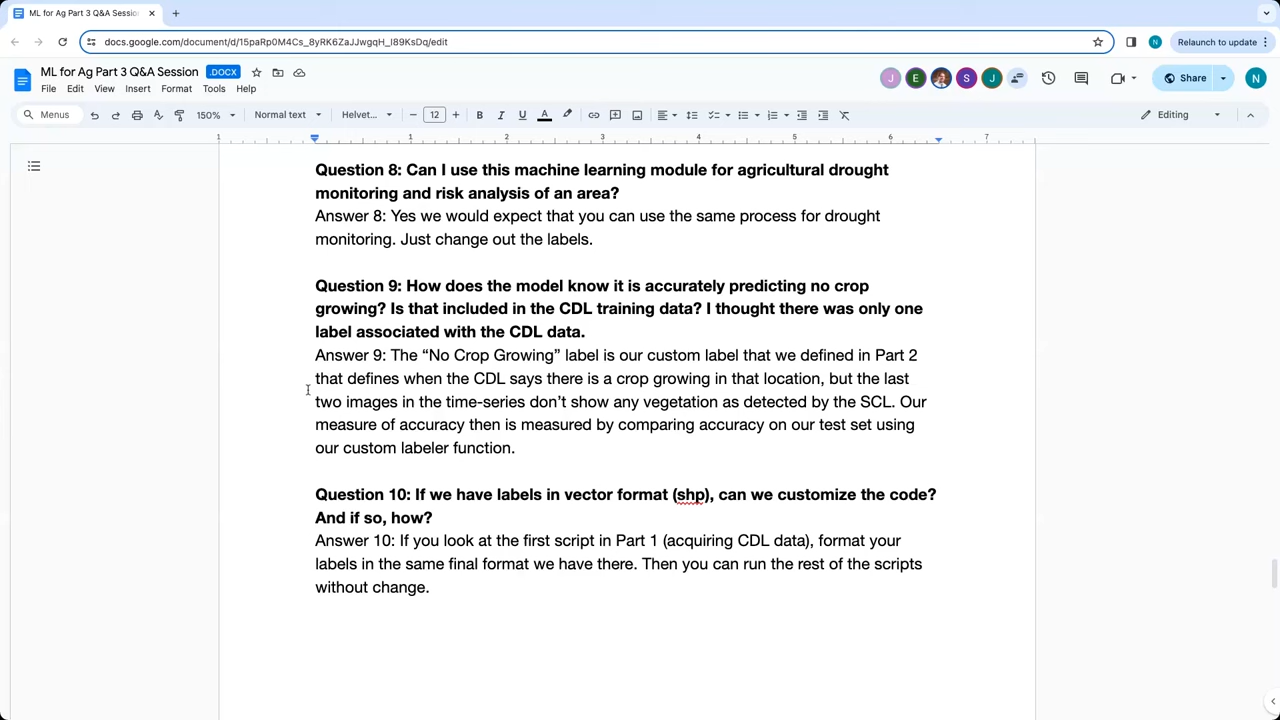 ML for Ag Part 3 Q&A Sessio
docs.google.com/document/d/15paRp0M4Cs_8yRK6ZaJJwgqH_I89KsDq/edit
N
Relaunch to update
ML for Ag Part 3 Q&A Session
.DOCX
File Edit View Insert Format Tools Help
J E S J
Share
N
Menus
150%
Normal text
Helvet...
12
B I U A
Editing
1 1 2 3 4 5 6 7
Question 8: Can I use this machine learning module for agricultural drought
monitoring and risk analysis of an area?
Answer 8: Yes we would expect that you can use the same process for drought
monitoring. Just change out the labels.
Question 9: How does the model know it is accurately predicting no crop
growing? Is that included in the CDL training data? I thought there was only one
label associated with the CDL data.
Answer 9: The “No Crop Growing” label is our custom label that we defined in Part 2
that defines when the CDL says there is a crop growing in that location, but the last
two images in the time-series don’t show any vegetation as detected by the SCL. Our
measure of accuracy then is measured by comparing accuracy on our test set using
our custom labeler function.
Question 10: If we have labels in vector format (shp), can we customize the code?
And if so, how?
Answer 10: If you look at the first script in Part 1 (acquiring CDL data), format your
labels in the same final format we have there. Then you can run the rest of the scripts
without change.